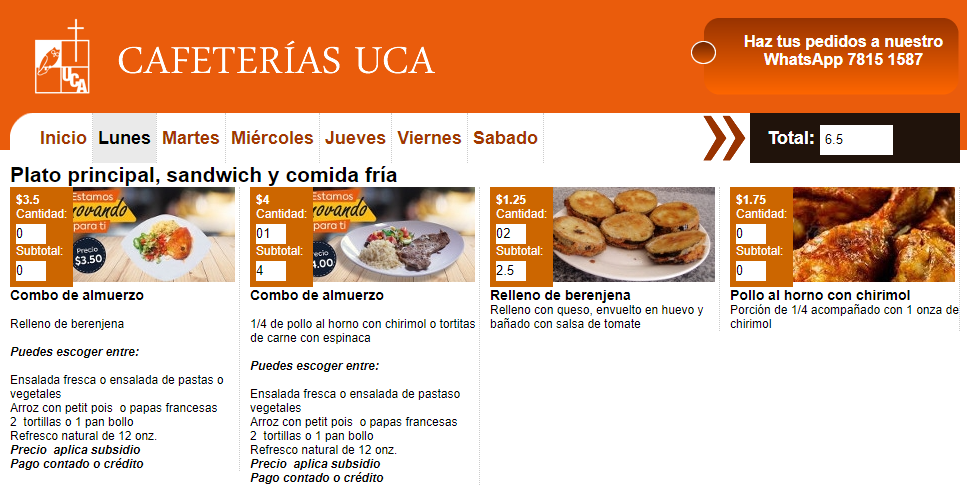 UCA
CAFETERÍAS UCA
Haz tus pedidos a nuestro
WhatsApp 7815 1587
Inicio Lunes Martes Miércoles Jueves Viernes Sabado
Total: 6.5
Plato principal, sandwich y comida fría
$3.5
Cantidad:
0
Subtotal:
0
Estamos
para ti
Precio
$3.50
Combo de almuerzo
Relleno de berenjena
Puedes escoger entre:
Ensalada fresca o ensalada de pastas o
vegetales
Arroz con petit pois o papas francesas
2 tortillas o 1 pan bollo
Refresco natural de 12 onz.
Precio aplica subsidio
Pago contado o crédito
$4
Cantidad:
01
Subtotal:
4
Estamos
para ti
Precio
4.00
Combo de almuerzo
1/4 de pollo al horno con chirimol o tortitas
de carne con espinaca
Puedes escoger entre:
Ensalada fresca o ensalada de pastaso
vegetales
Arroz con petit pois o papas francesas
2 tortillas o 1 pan bollo
Refresco natural de 12 onz.
Precio aplica subsidio
Pago contado o crédito
$1.25
Cantidad:
02
Subtotal:
2.5
Relleno de berenjena
Relleno con queso, envuelto en huevo y
bañado con salsa de tomate
$1.75
Cantidad:
0
Subtotal:
0
Pollo al horno con chirimol
Porción de 1/4 acompañado con 1 onza de
chirimol